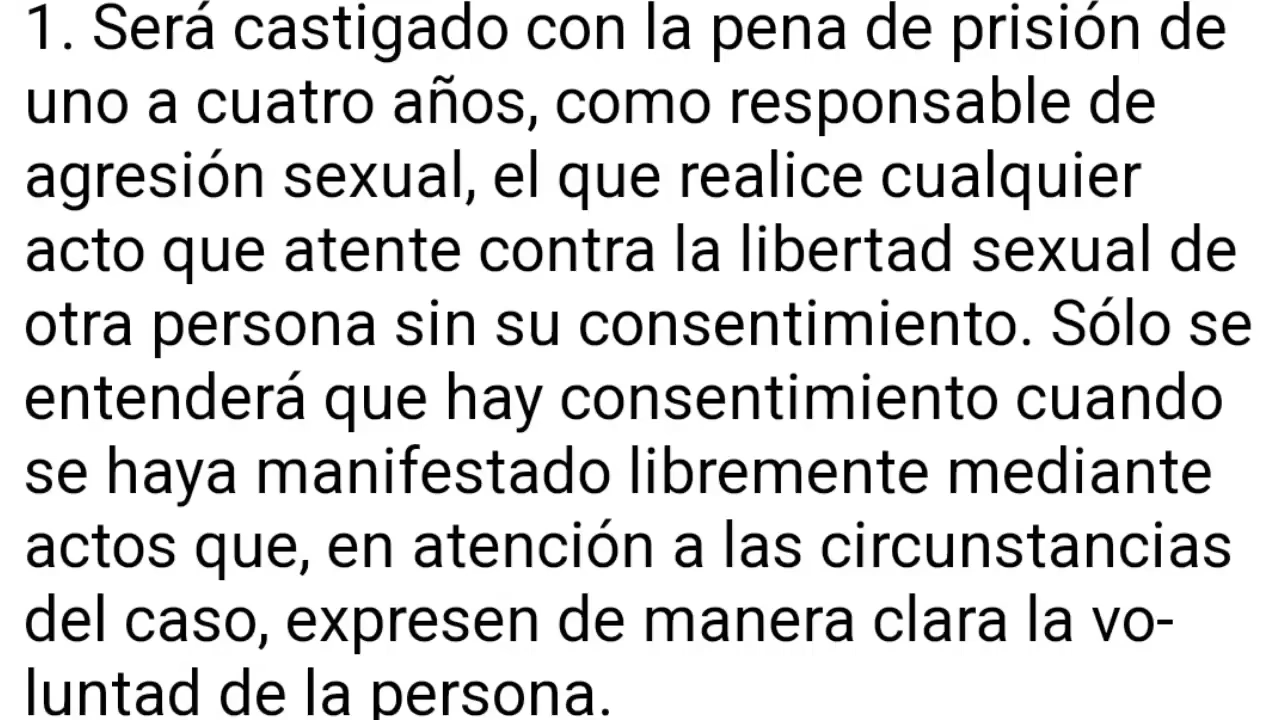 1. Será castigado con la pena de prisión de
uno a cuatro años, como responsable de
agresión sexual, el que realice cualquier
acto que atente contra la libertad sexual de
otra persona sin su consentimiento. Sólo se
entenderá que hay consentimiento cuando
se haya manifestado libremente mediante
actos que, en atención a las circunstancias
del caso, expresen de manera clara la vo-
luntad de la persona.